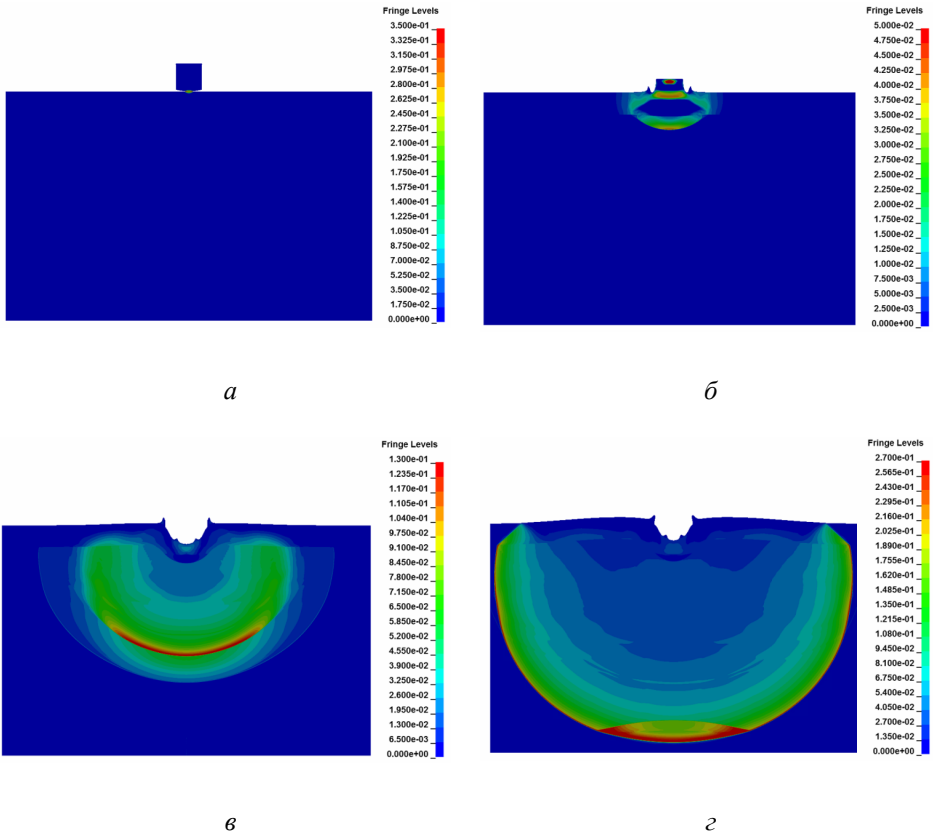 Fringe Levels
3.500e-01
3.325e-01
3.150e-01
2.975e-01
2.800e-01
2.625e-01
2.450e-01
2.275e-01
2.100e-01
1.925e-01
1.750e-01
1.575e-01
1.400e-01
1.225e-01
1.050e-01
8.750e-02
7.000e-02
5.250e-02
3.500e-02
1.750e-02
0.000e+00
Fringe Levels
5.000e-02
4.750e-02
4.500e-02
4.250e-02
4.000e-02
3.750e-02
3.500e-02
3.250e-02
3.000e-02
2.750e-02
2.500e-02
2.250e-02
2.000e-02
1.750e-02
1.500e-02
1.250e-02
1.000e-02
7.500e-03
5.000e-03
2.500e-03
0.000e+00
а
б
Fringe Levels
1.300e-01
1.235e-01
1.170e-01
1.105e-01
1.040e-01
9.750e-02
9.100e-02
8.450e-02
7.800e-02
7.150e-02
6.500e-02
5.850e-02
5.200e-02
4.550e-02
3.900e-02
3.250e-02
2.600e-02
1.950e-02
1.300e-02
6.500e-03
0.000e+00
Fringe Levels
2.700e-01
2.565e-01
2.430e-01
2.295e-01
2.160e-01
2.025e-01
1.890e-01
1.755e-01
1.620e-01
1.485e-01
1.350e-01
1.215e-01
1.080e-01
9.450e-02
8.100e-02
6.750e-02
5.400e-02
4.050e-02
2.700e-02
1.350e-02
0.000e+00
в
г